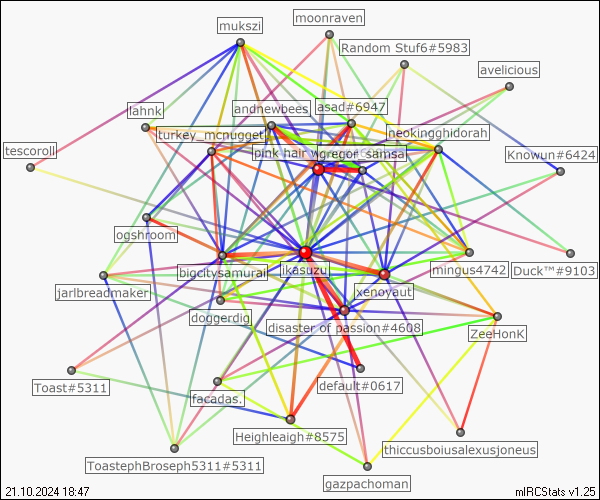 moonraven
mukszi
Random Stuf6#5983
avelicious
andnewbees
asad#6947
fahnk
turkey_mcnugget
neokingghidorah
tescoroll
pink hair
gregor_samsa
Knowun#6424
ogshroom
bigcitysamurai
ikasuzu
mingus4742
Duck™#9103
jarlbreadmaker
xenoyaut
doggerdig
disaster of passion#4608
ZeeHonK
Toast#5311
default#0617
facadas.
Heighleaigh#8575
thiccusboiusalexusjoneus
ToastephBroseph5311#5311
gazpachoman
21.10.2024 18:47
mIRCStats v1.25